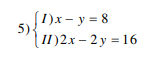 5) { I) x − y = 8
II) 2x − 2y = 16